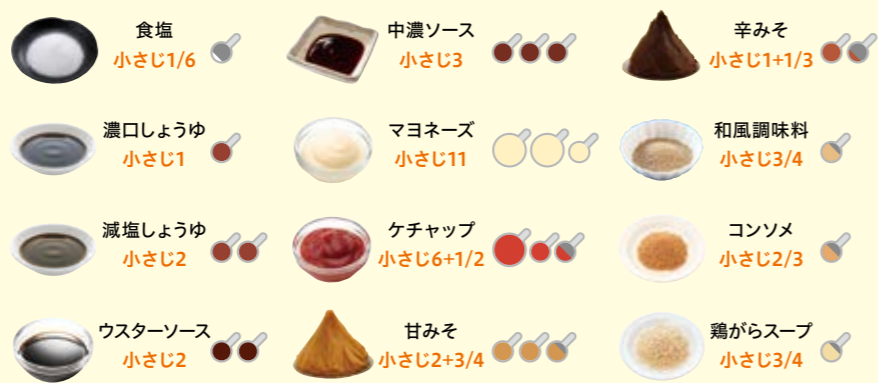 食塩
小さじ1/6
中濃ソース
小さじ3
辛みそ
小さじ1+1/3
濃口しょうゆ
小さじ1
マヨネーズ
小さじ11
和風調味料
小さじ3/4
減塩しょうゆ
小さじ2
ケチャップ
小さじ6+1/2
コンソメ
小さじ2/3
ウスターソース
小さじ2
甘みそ
小さじ2+3/4
鶏がらスープ
小さじ3/4